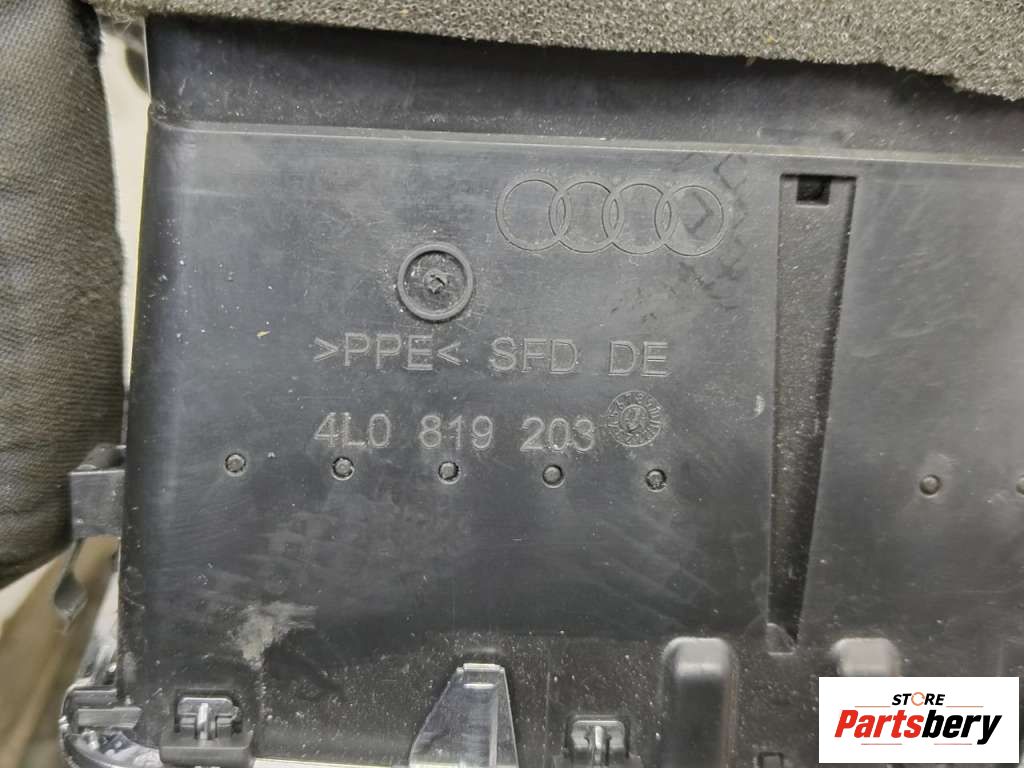 >PPE< SFD DE
4L0 819 203
STORE
Partsbery